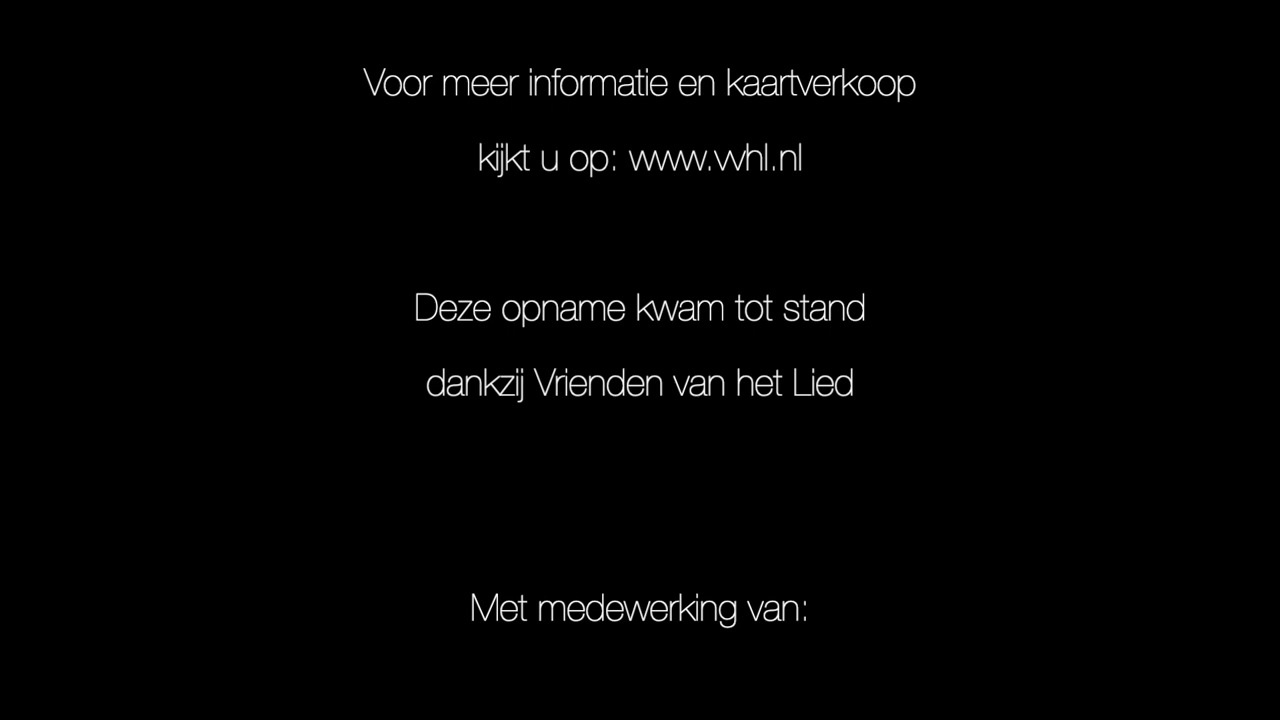 Voor meer informatie en kaartverkoop
kijkt u op: www.vvhl.nl
Deze opname kwam tot stand
dankzij Vrienden van het Lied
Met medewerking van: